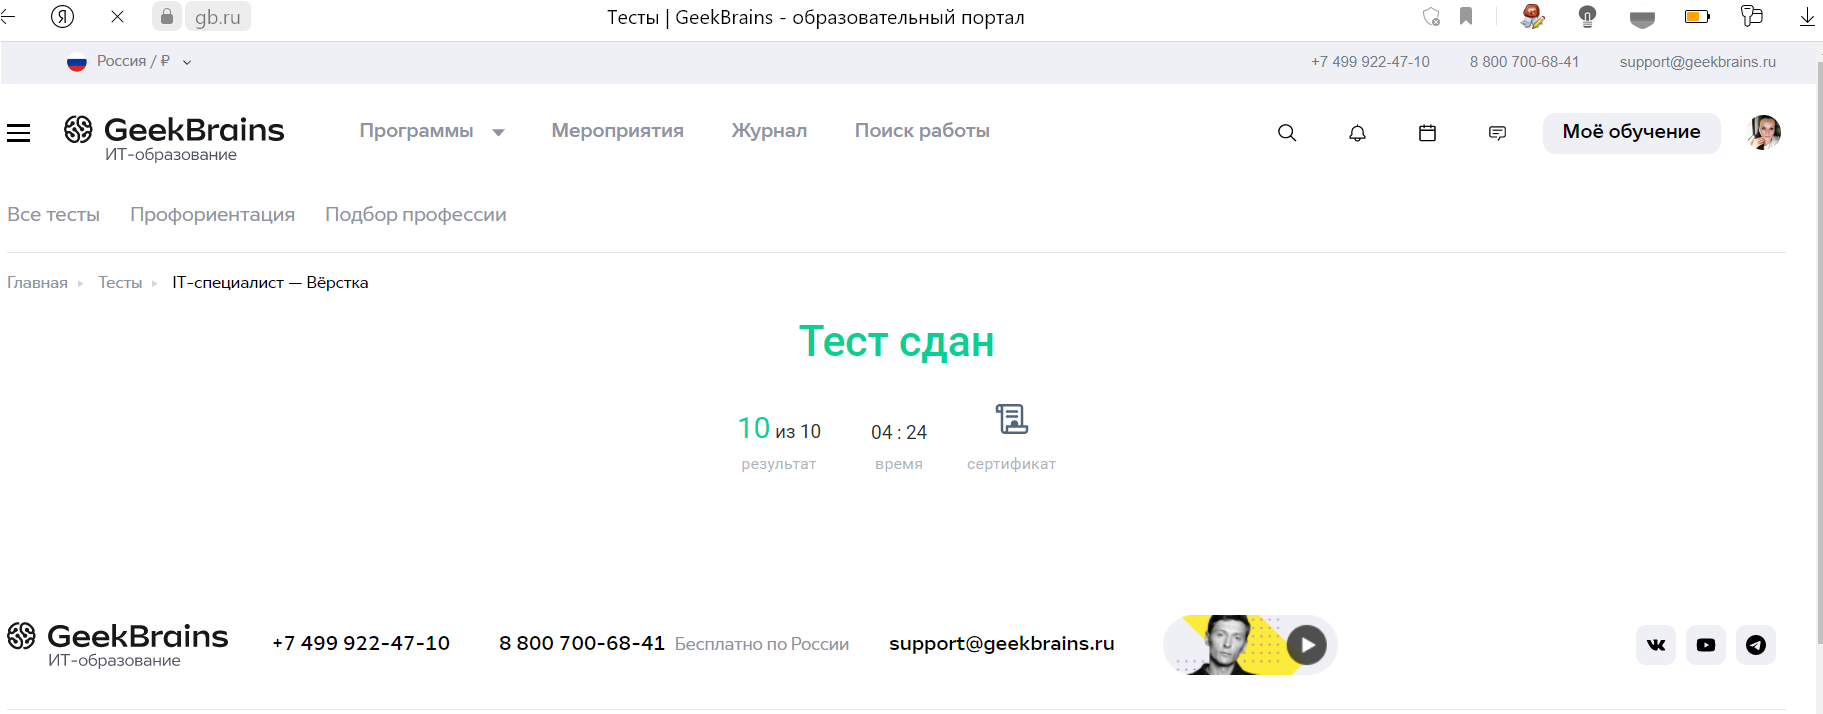 gb.ru
Тесты | GeekBrains - образовательный портал
Россия / ₽
+7 499 922-47-10
8 800 700-68-41
support@geekbrains.ru
GeekBrains
ИТ-образование
Программы
Мероприятия
Журнал
Поиск работы
Моё обучение
Все тесты
Профориентация
Подбор профессии
Главная
Тесты
IT-специалист — Вёрстка
Тест сдан
10 из 10
результат
04 : 24
время
сертификат
GeekBrains
ИТ-образование
+7 499 922-47-10
8 800 700-68-41 Бесплатно по России
support@geekbrains.ru